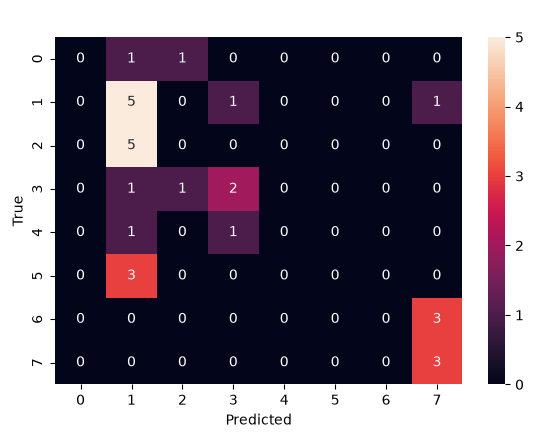 0 0 1 1 0 0 0 0 0
1 0 5 0 1 0 0 0 1
2 0 5 0 0 0 0 0 0
3 0 1 1 2 0 0 0 0
4 0 1 0 1 0 0 0 0
5 0 3 0 0 0 0 0 0
6 0 0 0 0 0 0 0 3
7 0 0 0 0 0 0 0 3
0 1 2 3 4 5 6 7
Predicted
True
5
4
3
2
1
0